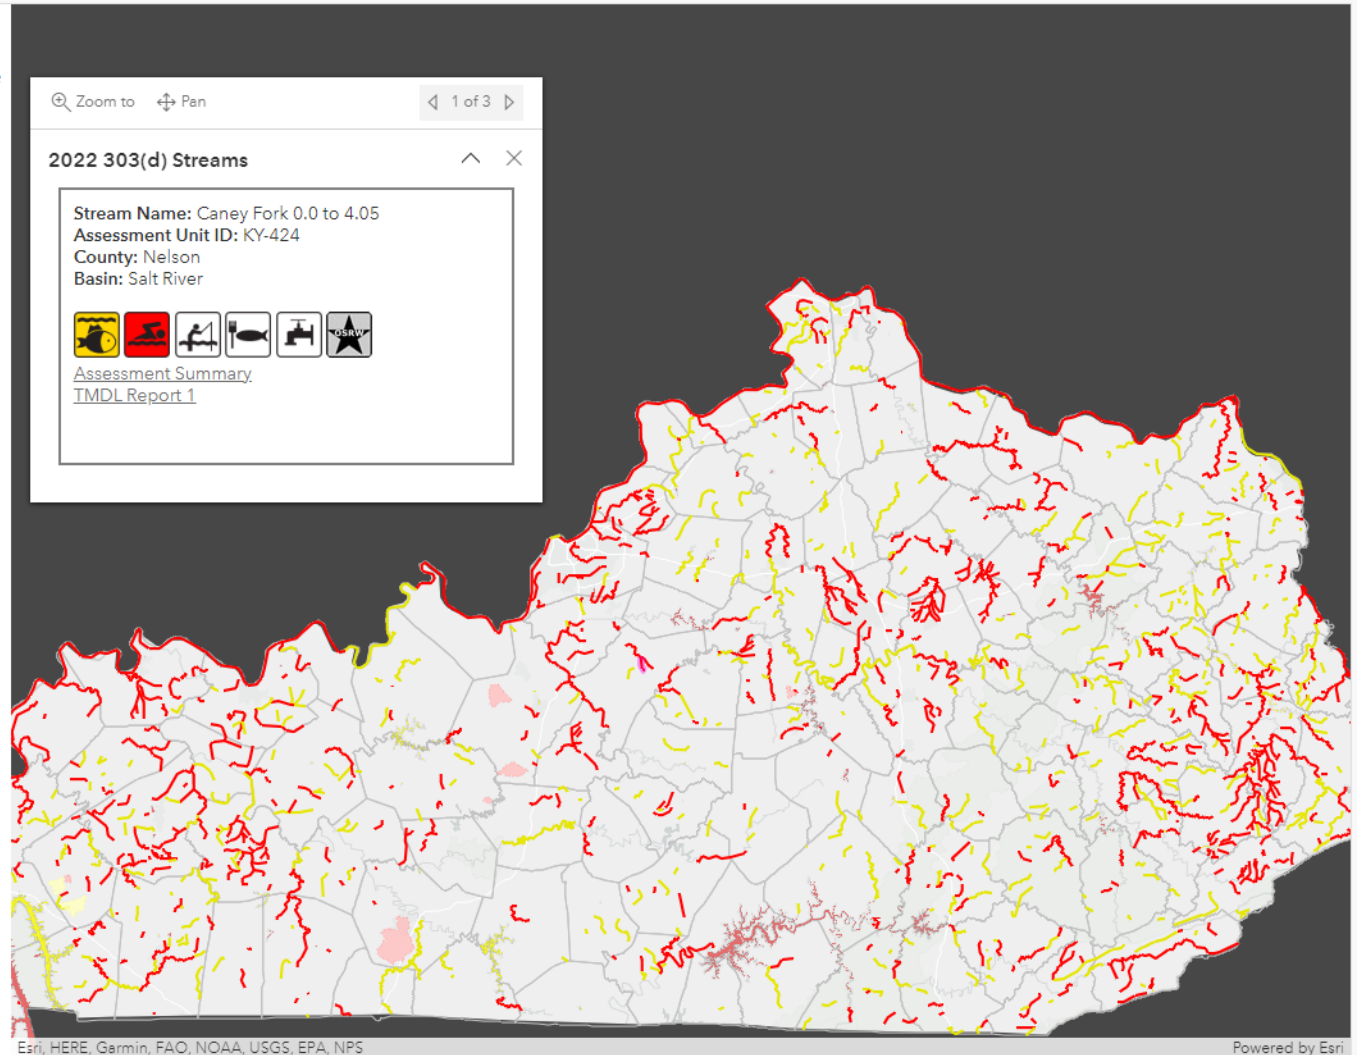 Zoom to Pan 1 of 3
2022 303(d) Streams
Stream Name: Caney Fork 0.0 to 4.05
Assessment Unit ID: KY-424
County: Nelson
Basin: Salt River
OSRW
Assessment Summary
TMDL Report 1
Esri, HERE, Garmin, FAO, NOAA, USGS, EPA, NPS Powered by Esri